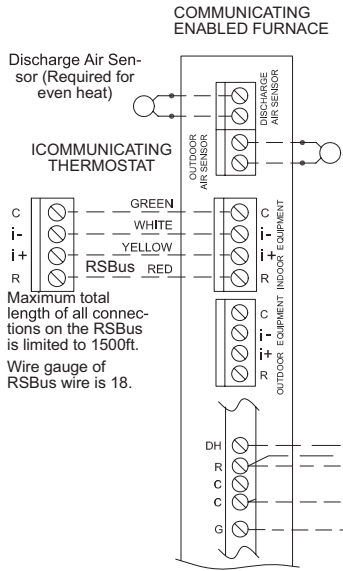 COMMUNICATING
ENABLED FURNACE
Discharge Air Sen-
sor (Required for
even heat)
DISCHARGE
AIR SENSOR
OUTDOOR
AIR SENSOR
ICOMMUNICATING
THERMOSTAT
C
i-
i+
R
GREEN
WHITE
YELLOW
RSBus RED
C
i-
i+
R
INDOOR EQUIPMENT
Maximum total
length of all connec-
tions on the RSBus
is limited to 1500ft.
Wire gauge of
RSBus wire is 18.
C
i-
i+
R
OUTDOOR EQUIPMENT
DH
R
C
C
G